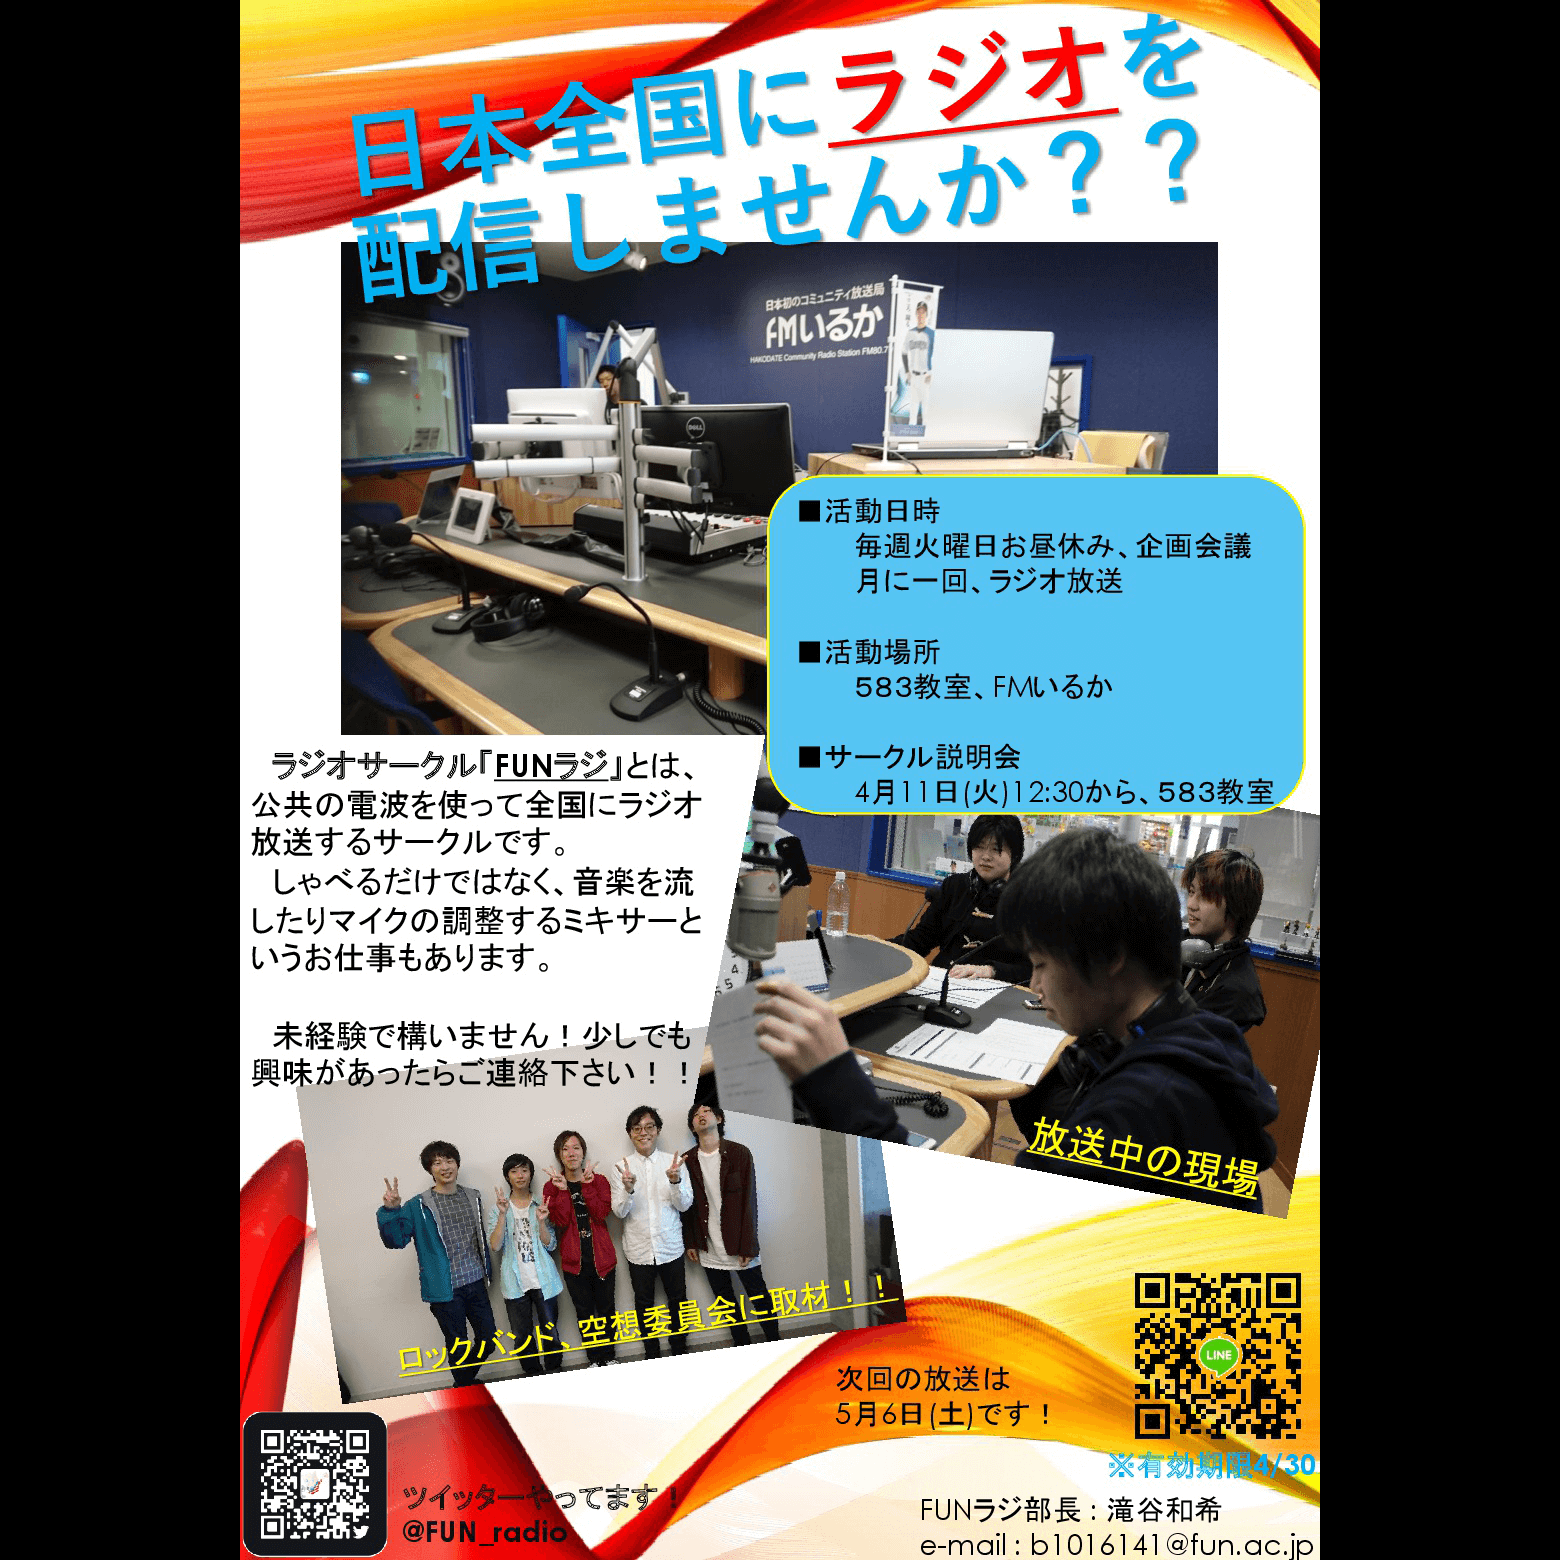 日本全国にラジオを
配信しませんか？？
日本初のコミュニティ放送局
FMいるか
HAKODATE Community Radio Station FM80.7
DELL
■活動日時
毎週火曜日お昼休み、企画会議
月に一回、ラジオ放送
■活動場所
５８３教室、FMいるか
■サークル説明会
4月11日(火)12:30から、５８３教室
ラジオサークル「FUNラジ」とは、
公共の電波を使って全国にラジオ
放送するサークルです。
しゃべるだけではなく、音楽を流
したりマイクの調整するミキサーと
いうお仕事もあります。
未経験で構いません！少しでも
興味があったらご連絡下さい！！
放送中の現場
ロックバンド、空想委員会に取材！！
次回の放送は
5月6日(土)です！
LINE
※有効期限4/30
ツイッターやってます！
@FUN_radio
FUNラジ部長：滝谷和希
e-mail : b1016141@fun.ac.jp